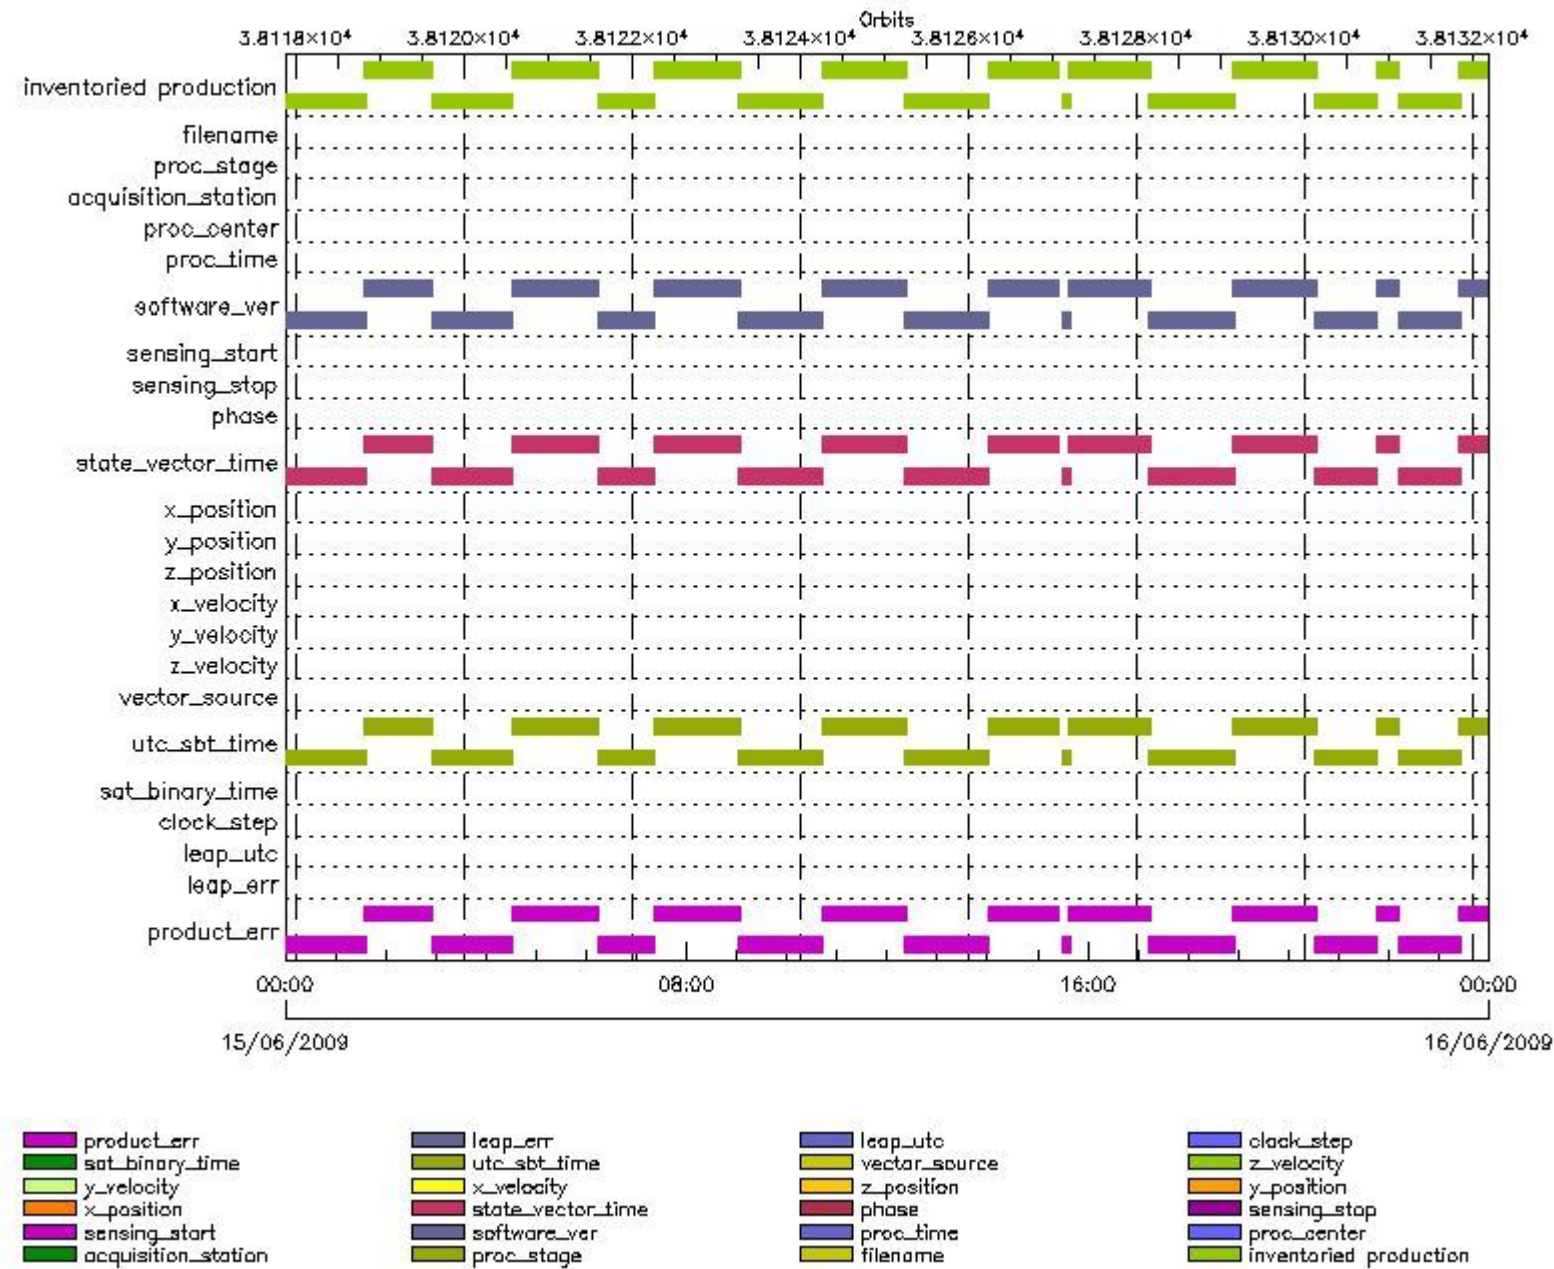 Orbits
3.8118×10⁴ 3.8120×10⁴ 3.8122×10⁴ 3.8124×10⁴ 3.8126×10⁴ 3.8128×10⁴ 3.8130×10⁴ 3.8132×10⁴
inventoried production
filename
proc_stage
acquisition_station
proc_center
proc_time
software_ver
sensing_start
sensing_stop
phase
state_vector_time
x_position
y_position
z_position
x_velocity
y_velocity
z_velocity
vector_source
utc_sbt_time
sat_binary_time
clock_step
leap_utc
leap_err
product_err
00:00 08:00 16:00 00:00
15/06/2009 16/06/2009
product_err leap_err leap_utc clock_step
sat_binary_time utc_sbt_time vector_source z_velocity
y_velocity x_velocity z_position y_position
x_position state_vector_time phase sensing_stop
sensing_start software_ver proc_time proc_center
acquisition_station proc_stage filename inventoried production